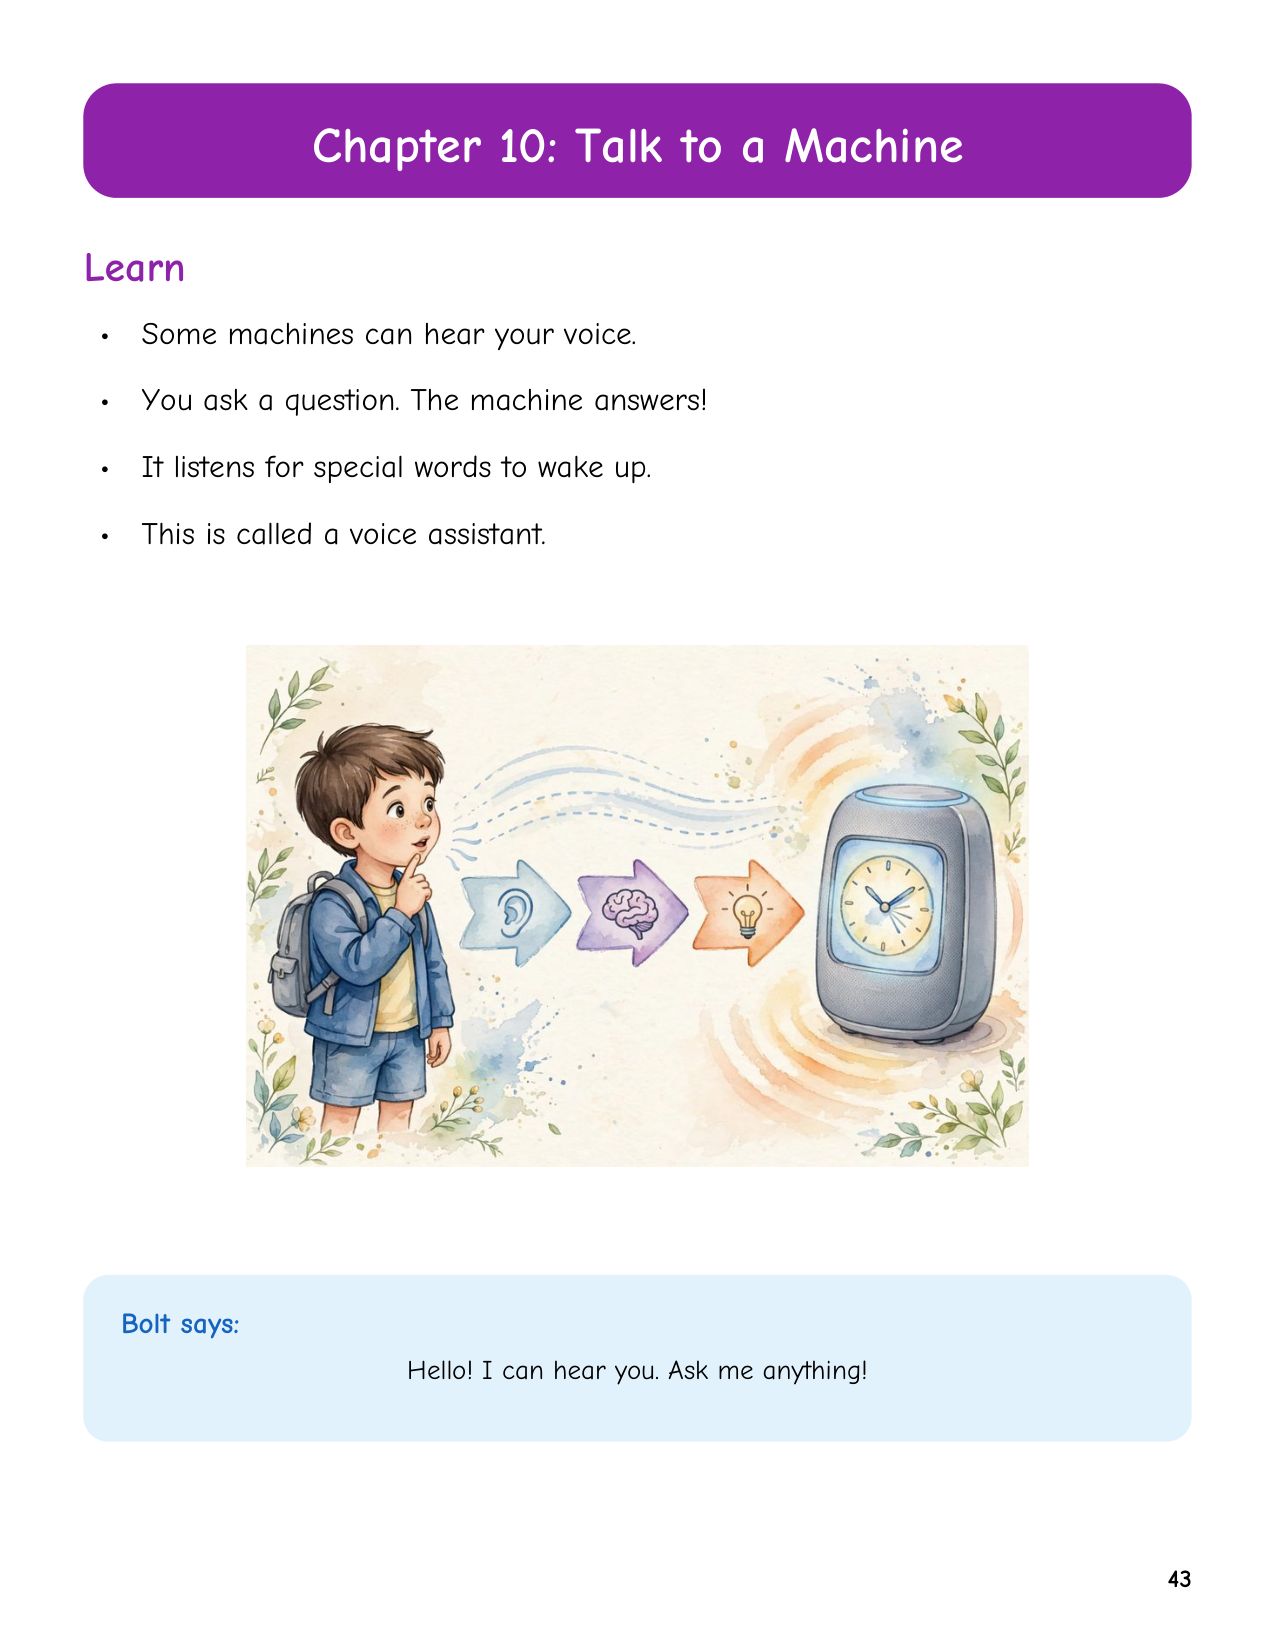 Chapter 10: Talk to a Machine
Learn
• Some machines can hear your voice.
• You ask a question. The machine answers!
• It listens for special words to wake up.
• This is called a voice assistant.
Bolt says:
Hello! I can hear you. Ask me anything!
43